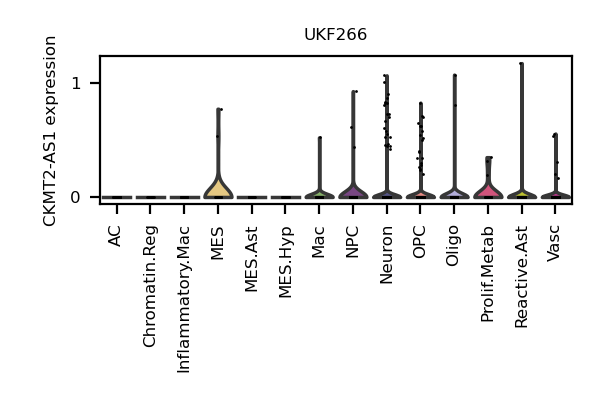 UKF266
CKMT2-AS1 expression
1
0
AC
Chromatin.Reg
Inflammatory.Mac
MES
MES.Ast
MES.Hyp
Mac
NPC
Neuron
OPC
Oligo
Prolif.Metab
Reactive.Ast
Vasc